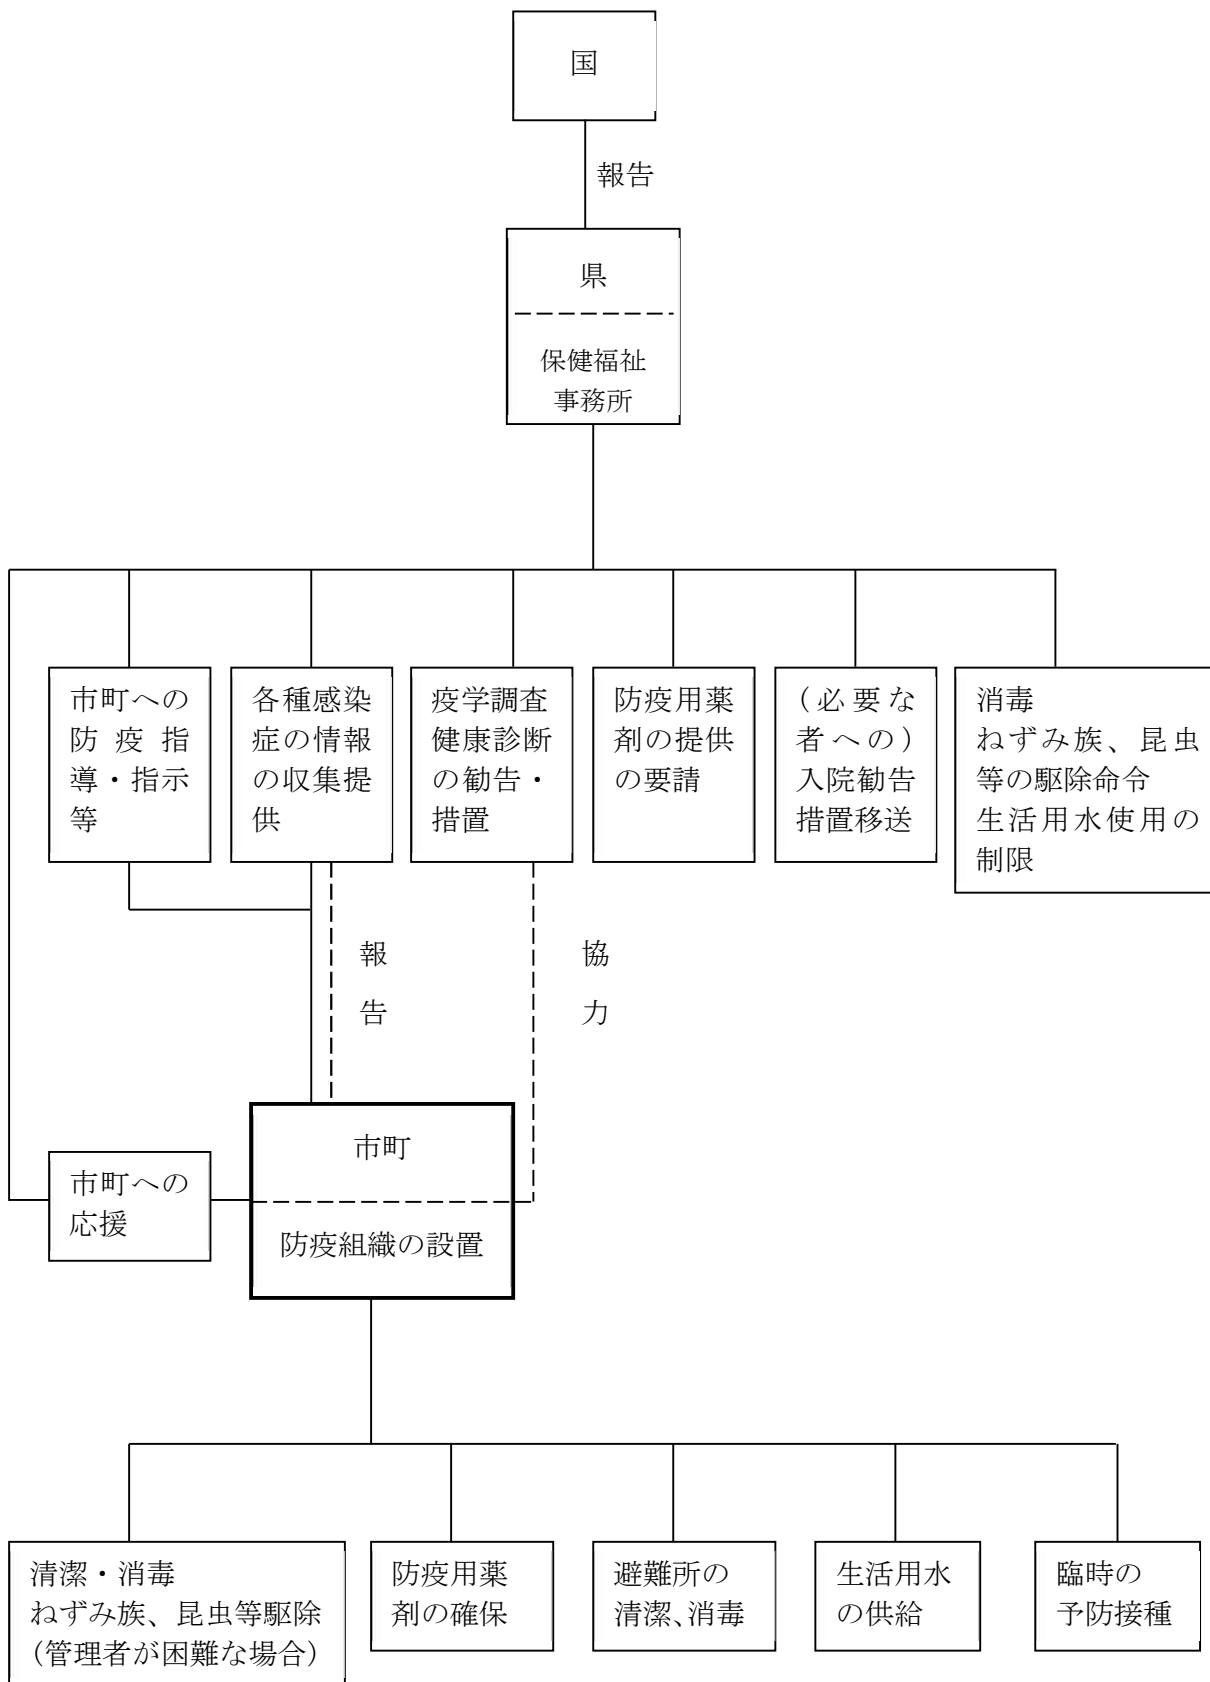 国
報告
県
保健福祉
事務所
市町への
防疫指
導・指示
等
各種感染
症の情報
の収集提
供
疫学調査
健康診断
の勧告・
措置
防疫用薬
剤の提供
の要請
(必要な
者への)
入院勧告
措置移送
消毒
ねずみ族、昆虫
等の駆除命令
生活用水使用の
制限
報
告
協
力
市町
防疫組織の設置
市町への
応援
清潔・消毒
ねずみ族、昆虫等駆除
(管理者が困難な場合)
防疫用薬
剤の確保
避難所の
清潔、消毒
生活用水
の供給
臨時の
予防接種